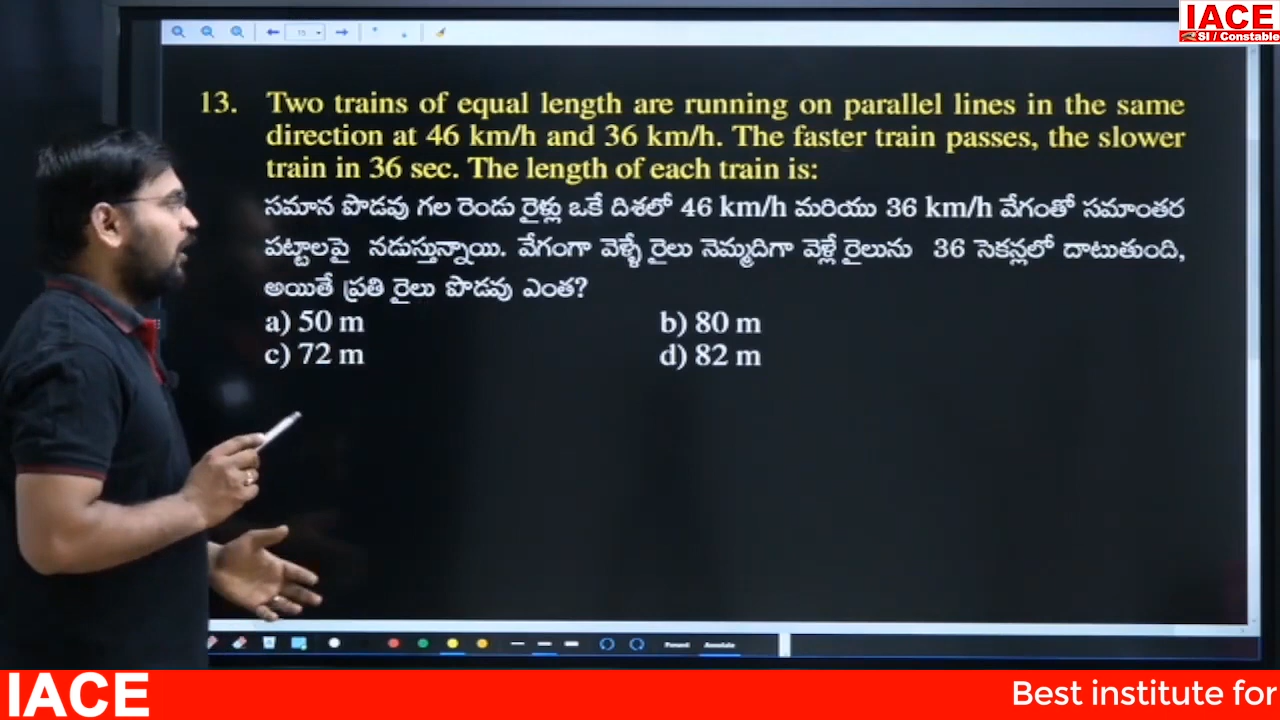 IACE
SI / Constable
15
13. Two trains of equal length are running on parallel lines in the same
direction at 46 km/h and 36 km/h. The faster train passes, the slower
train in 36 sec. The length of each train is:
సమాన పొడవు గల రెండు రైళ్లు ఒకే దిశలో 46 km/h మరియు 36 km/h వేగంతో సమాంతర
పట్టాలపై నడుస్తున్నాయి. వేగంగా వెళ్ళే రైలు నెమ్మదిగా వెళ్లే రైలును 36 సెకన్లలో దాటుతుంది,
అయితే ప్రతి రైలు పొడవు ఎంత?
a) 50 m b) 80 m
c) 72 m d) 82 m
Present Annotate
IACE
Best institute for